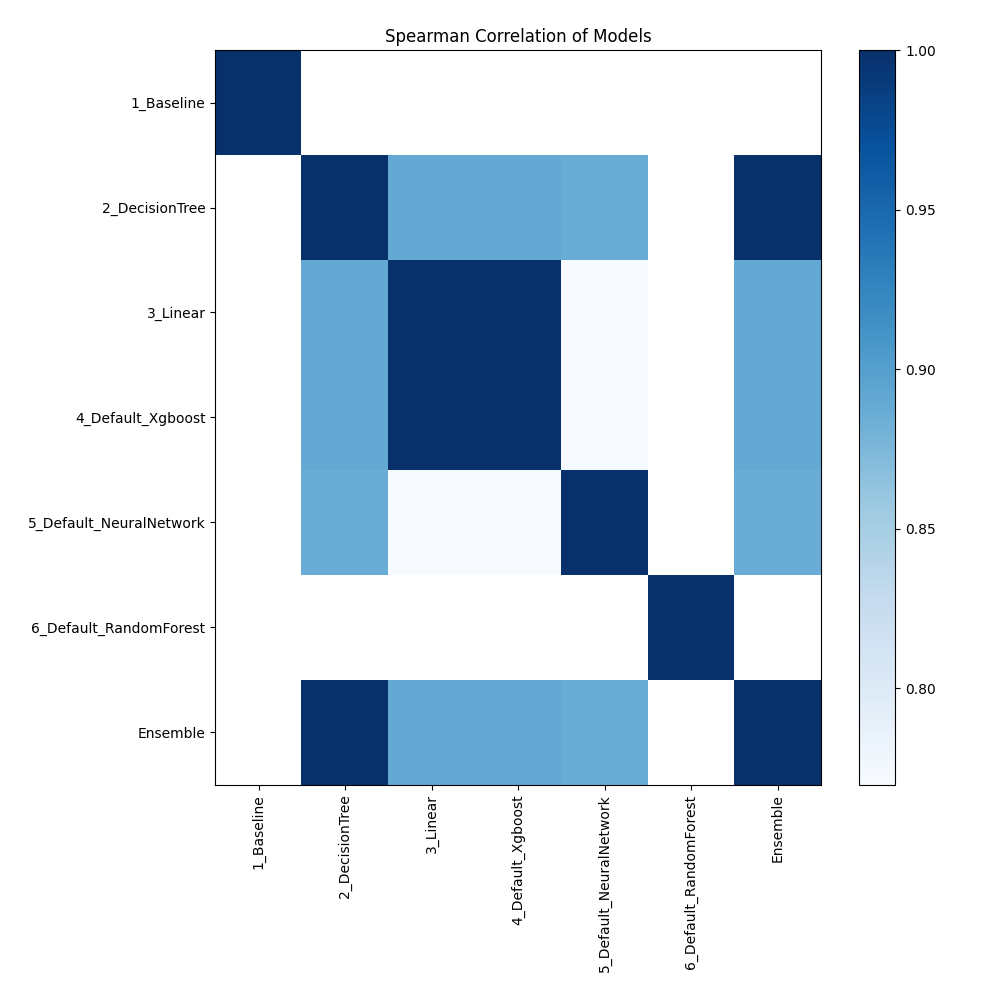 Spearman Correlation of Models
1_Baseline
2_DecisionTree
3_Linear
4_Default_Xgboost
5_Default_NeuralNetwork
6_Default_RandomForest
Ensemble
1_Baseline
2_DecisionTree
3_Linear
4_Default_Xgboost
5_Default_NeuralNetwork
6_Default_RandomForest
Ensemble
1.00
0.95
0.90
0.85
0.80